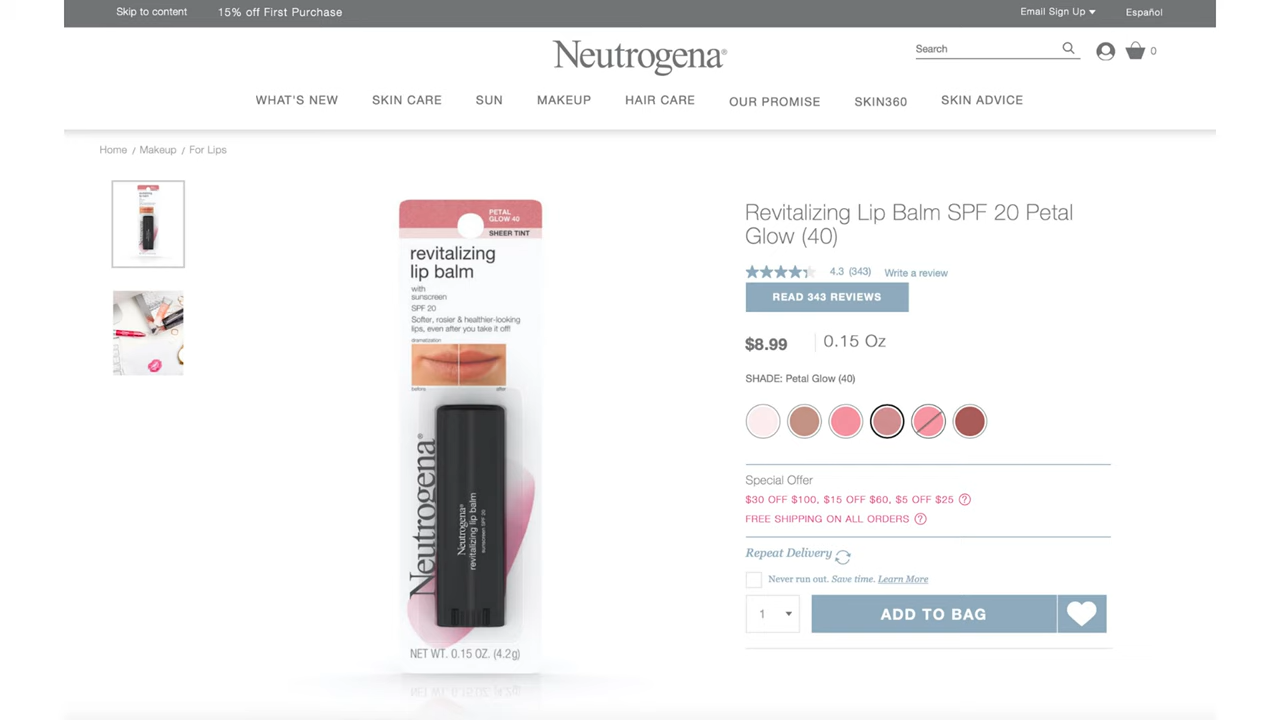 Skip to content
15% off First Purchase
Email Sign Up
Español
Neutrogena®
Search
0
WHAT'S NEW
SKIN CARE
SUN
MAKEUP
HAIR CARE
OUR PROMISE
SKIN360
SKIN ADVICE
Home / Makeup / For Lips
PETAL
GLOW 40
SHEER TINT
revitalizing
lip balm
with
sunscreen
SPF 20
Softer, rosier & healthier-looking
lips, even after you take it off!
dramatization
before
after
Neutrogena®
Neutrogena®
revitalizing lip balm
sunscreen SPF 20
NET WT. 0.15 OZ. (4.2g)
Revitalizing Lip Balm SPF 20 Petal
Glow (40)
4.3 (343) Write a review
READ 343 REVIEWS
$8.99
0.15 Oz
SHADE: Petal Glow (40)
Special Offer
$30 OFF $100, $15 OFF $60, $5 OFF $25 ?
FREE SHIPPING ON ALL ORDERS ?
Repeat Delivery
Never run out. Save time. Learn More
1
ADD TO BAG